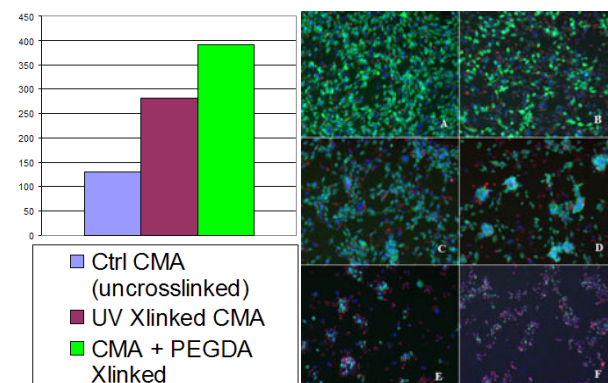 450
400
350
300
250
200
150
100
50
0
Ctrl CMA
(uncrosslinked)
UV Xlinked CMA
CMA + PEGDA
Xlinked
A
B
C
D
E
F